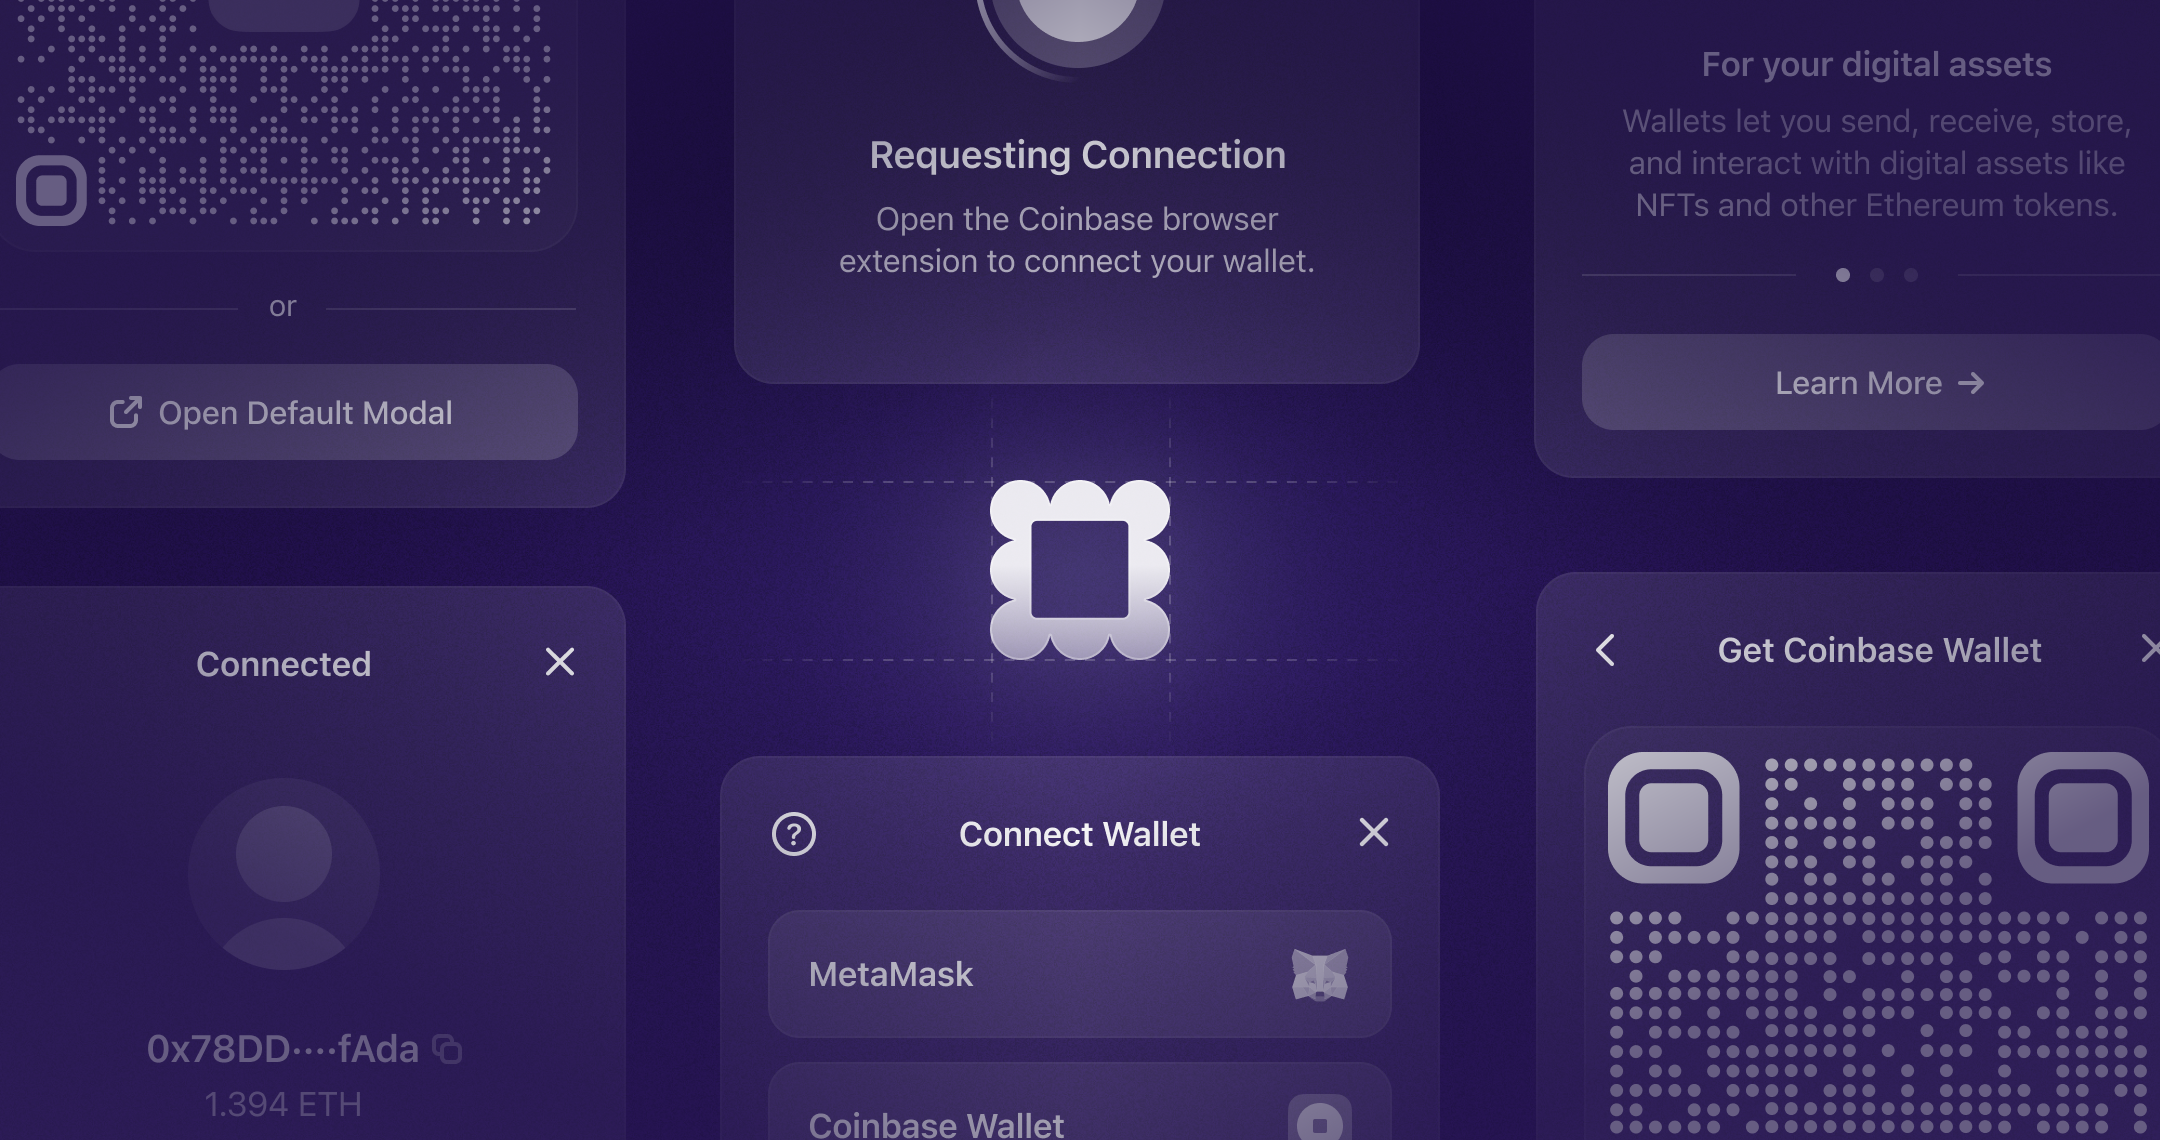 or
Open Default Modal
Connected
0x78DD····fAda
1.394 ETH
Requesting Connection
Open the Coinbase browser
extension to connect your wallet.
?
Connect Wallet
MetaMask
Coinbase Wallet
For your digital assets
Wallets let you send, receive, store,
and interact with digital assets like
NFTs and other Ethereum tokens.
Learn More →
Get Coinbase Wallet